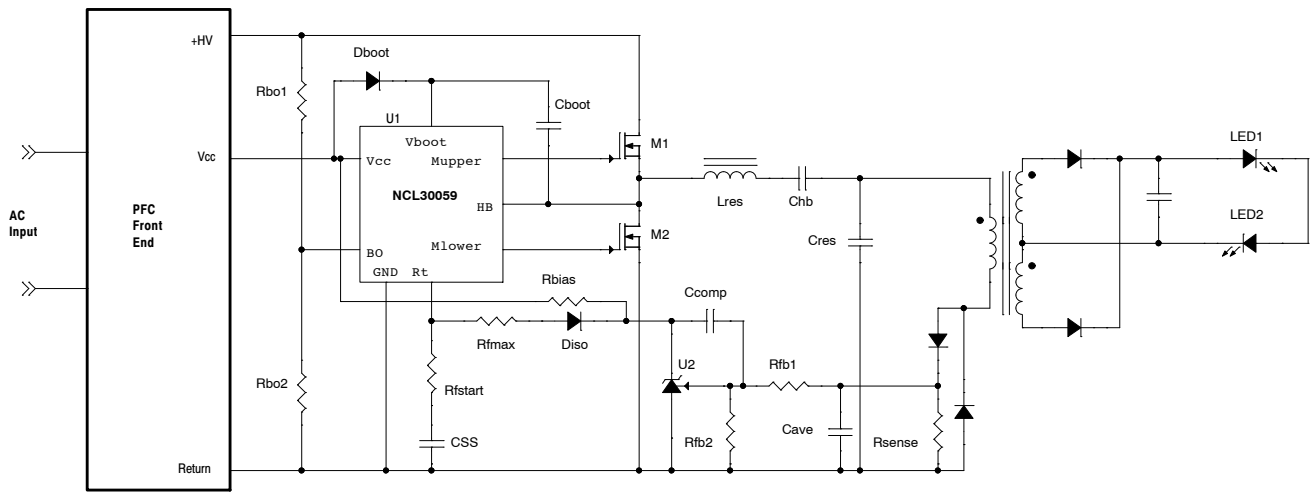 +HV
Dboot
Rbo1
Cboot
U1
Vboot
M1
LED1
Vcc
Vcc
Mupper
NCL30059
AC
Input
PFC
Front
End
HB
Lres
Chb
LED2
M2
Cres
Mlower
BO
GND
Rt
Rbias
Ccomp
Rfmax
Diso
U2
Rfb1
Rbo2
Rfstart
Cave
CSS
Rfb2
Rsense
Return